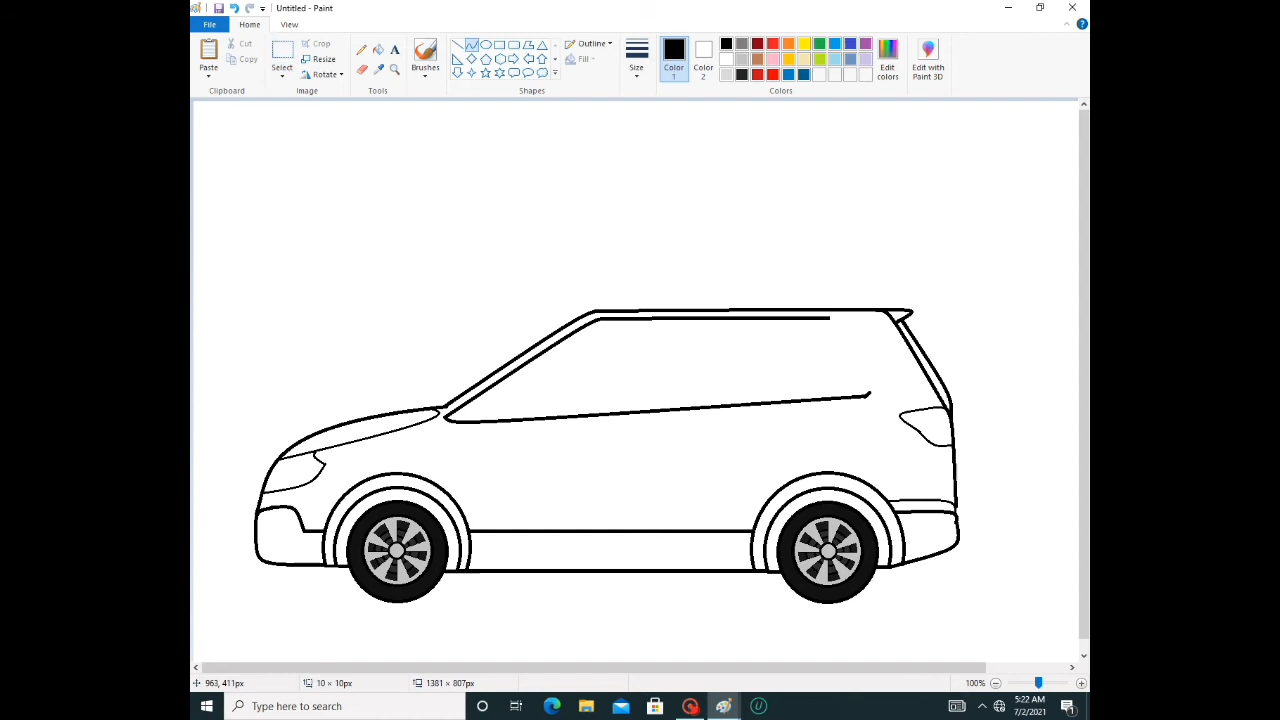 Untitled - Paint
File Home View
Paste
Cut
Copy
Clipboard
Select
Crop
Resize
Rotate
Image
A
Tools
Brushes
Outline
Fill
Shapes
Size
Color 1
Color 2
Edit colors
Colors
Edit with Paint 3D
963, 411px
10 × 10px
1381 × 807px
100%
Type here to search
U
5:22 AM
7/2/2021
1